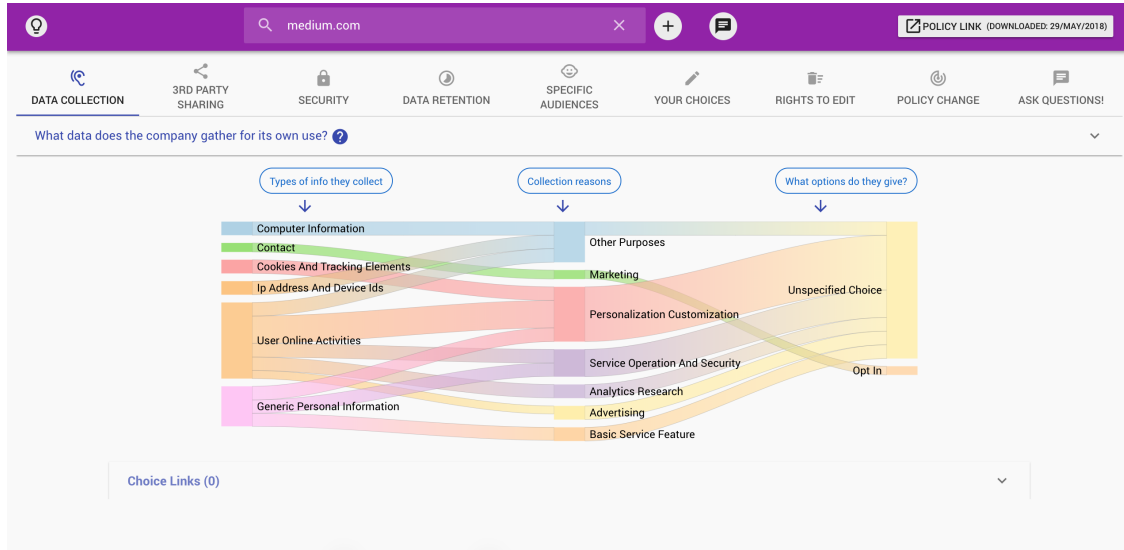 medium.com
POLICY LINK (DOWNLOADED: 29/MAY/2018)
DATA COLLECTION
3RD PARTY
SHARING
SECURITY
DATA RETENTION
SPECIFIC
AUDIENCES
YOUR CHOICES
RIGHTS TO EDIT
POLICY CHANGE
ASK QUESTIONS!
What data does the company gather for its own use? ?
Types of info they collect
Collection reasons
What options do they give?
Computer Information
Contact
Cookies And Tracking Elements
Ip Address And Device Ids
User Online Activities
Generic Personal Information
Other Purposes
Marketing
Personalization Customization
Service Operation And Security
Analytics Research
Advertising
Basic Service Feature
Unspecified Choice
Opt In
Choice Links (0)